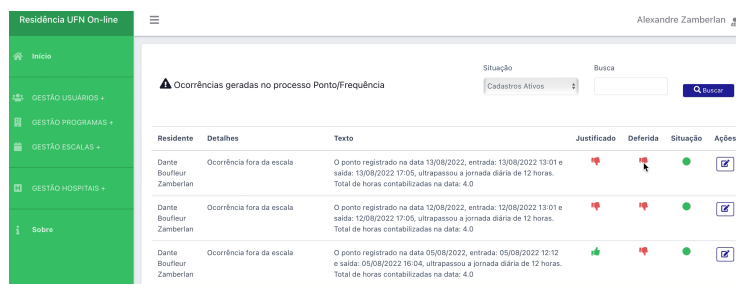 Residência UFN On-line
Alexandre Zamberlan
Início
GESTÃO USUÁRIOS +
GESTÃO PROGRAMAS +
GESTÃO ESCALAS +
GESTÃO HOSPITAIS +
Sobre
Ocorrências geradas no processo Ponto/Frequência
Situação
Cadastros Ativos
Busca
Buscar
Residente Detalhes Texto Justificado Deferida Situação Ações
Dante Ocorrência fora da escala O ponto registrado na data 13/08/2022, entrada: 13/08/2022 13:01 e
Boufleur saída: 13/08/2022 17:05, ultrapassou a jornada diária de 12 horas.
Zamberlan Total de horas contabilizadas na data: 4.0
Dante Ocorrência fora da escala O ponto registrado na data 12/08/2022, entrada: 12/08/2022 13:01 e
Boufleur saída: 12/08/2022 17:05, ultrapassou a jornada diária de 12 horas.
Zamberlan Total de horas contabilizadas na data: 4.0
Dante Ocorrência fora da escala O ponto registrado na data 05/08/2022, entrada: 05/08/2022 12:12
Boufleur e saída: 05/08/2022 16:04, ultrapassou a jornada diária de 12 horas.
Zamberlan Total de horas contabilizadas na data: 4.0